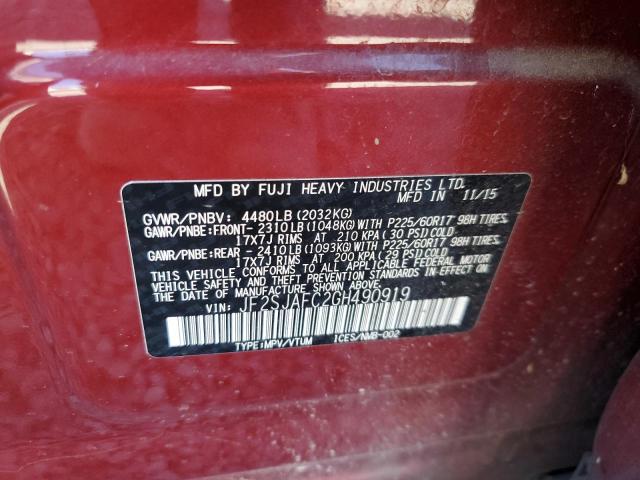 MFD BY FUJI HEAVY INDUSTRIES LTD.
MFD IN 11/15
GVWR/PNBV: 4480LB(2032KG)
GAWR/PNBE:FRONT- 2310LB(1048KG)WITH P225/60R17 98H TIRES,
17X7J RIMS AT 210 KPA (30 PSI)COLD
GAWR/PNBE:REAR - 2410LB(1093KG)WITH P225/60R17 98H TIRES,
17X7J RIMS AT 200 KPA (29 PSI)COLD
THIS VEHICLE CONFORMS TO ALL APPLICABLE FEDERAL MOTOR
VEHICLE SAFETY AND THEFT PREVENTION STANDARDS IN EFFECT
ON THE DATE OF MANUFACTURE SHOWN ABOVE.
VIN: JF2SJAFC2GH490919
TYPE:MPV/VTUM ICES/NMB-002